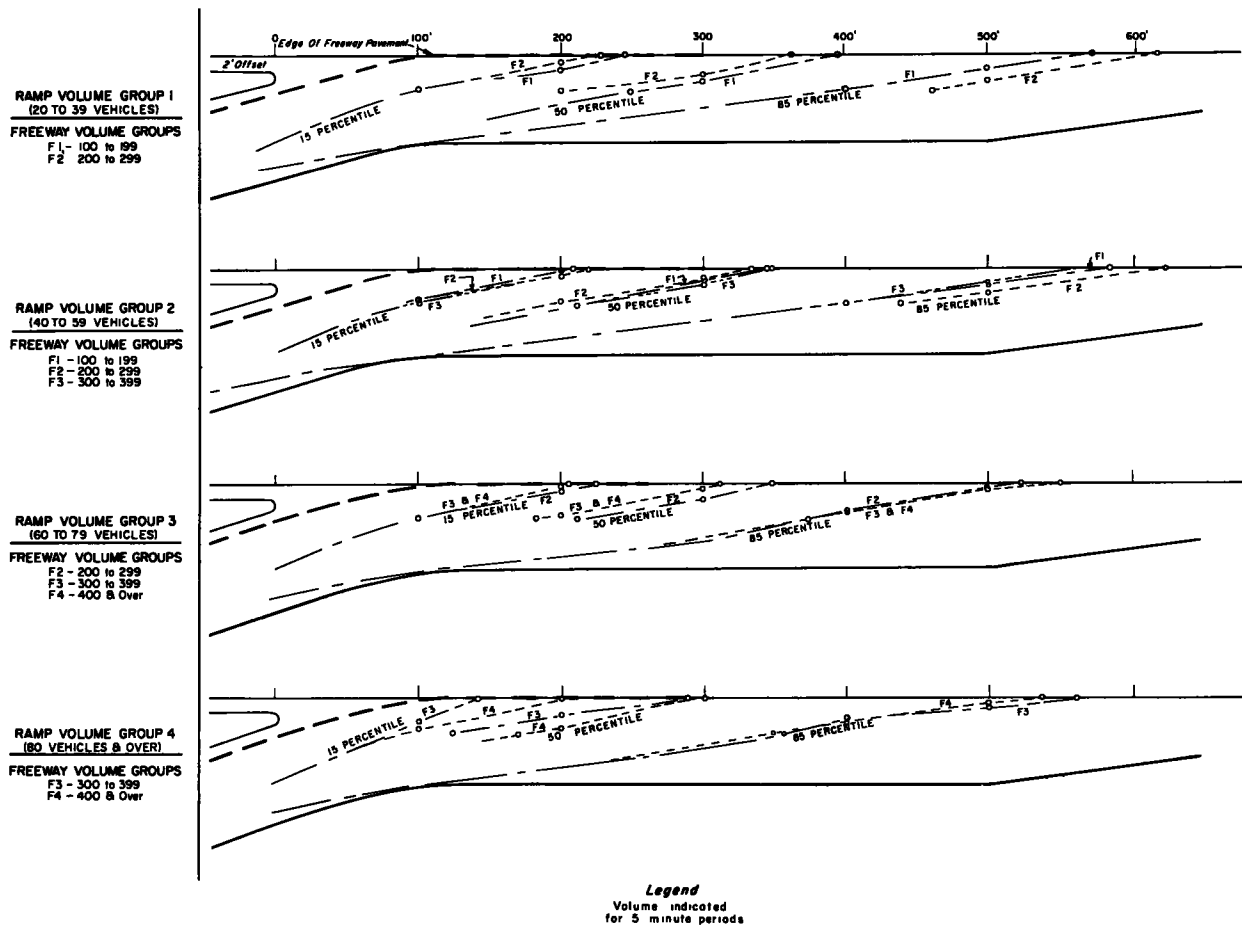 0
100'
200'
300'
400'
500'
600'
Edge Of Freeway Pavement
2' Offset
F2
F1
F2
F1
F1
F2
15 PERCENTILE
50 PERCENTILE
85 PERCENTILE
RAMP VOLUME GROUP 1
(20 TO 39 VEHICLES)
FREEWAY VOLUME GROUPS
F1,- 100 to 199
F2 200 to 299
F2
F1
F3
F1
F2
F3
F1
F3
F2
15 PERCENTILE
50 PERCENTILE
85 PERCENTILE
RAMP VOLUME GROUP 2
(40 TO 59 VEHICLES)
FREEWAY VOLUME GROUPS
F1 - 100 to 199
F2 - 200 to 299
F3 - 300 to 399
F3 & F4
F2
15 PERCENTILE
F3 & F4
F2
50 PERCENTILE
F2
F3 & F4
85 PERCENTILE
RAMP VOLUME GROUP 3
(60 TO 79 VEHICLES)
FREEWAY VOLUME GROUPS
F2 - 200 to 299
F3 - 300 to 399
F4 - 400 & Over
F3
F4
15 PERCENTILE
F3
F4
50 PERCENTILE
F4
F3
85 PERCENTILE
RAMP VOLUME GROUP 4
(80 VEHICLES & OVER)
FREEWAY VOLUME GROUPS
F3 - 300 to 399
F4 - 400 & Over
Legend
Volume indicated
for 5 minute periods